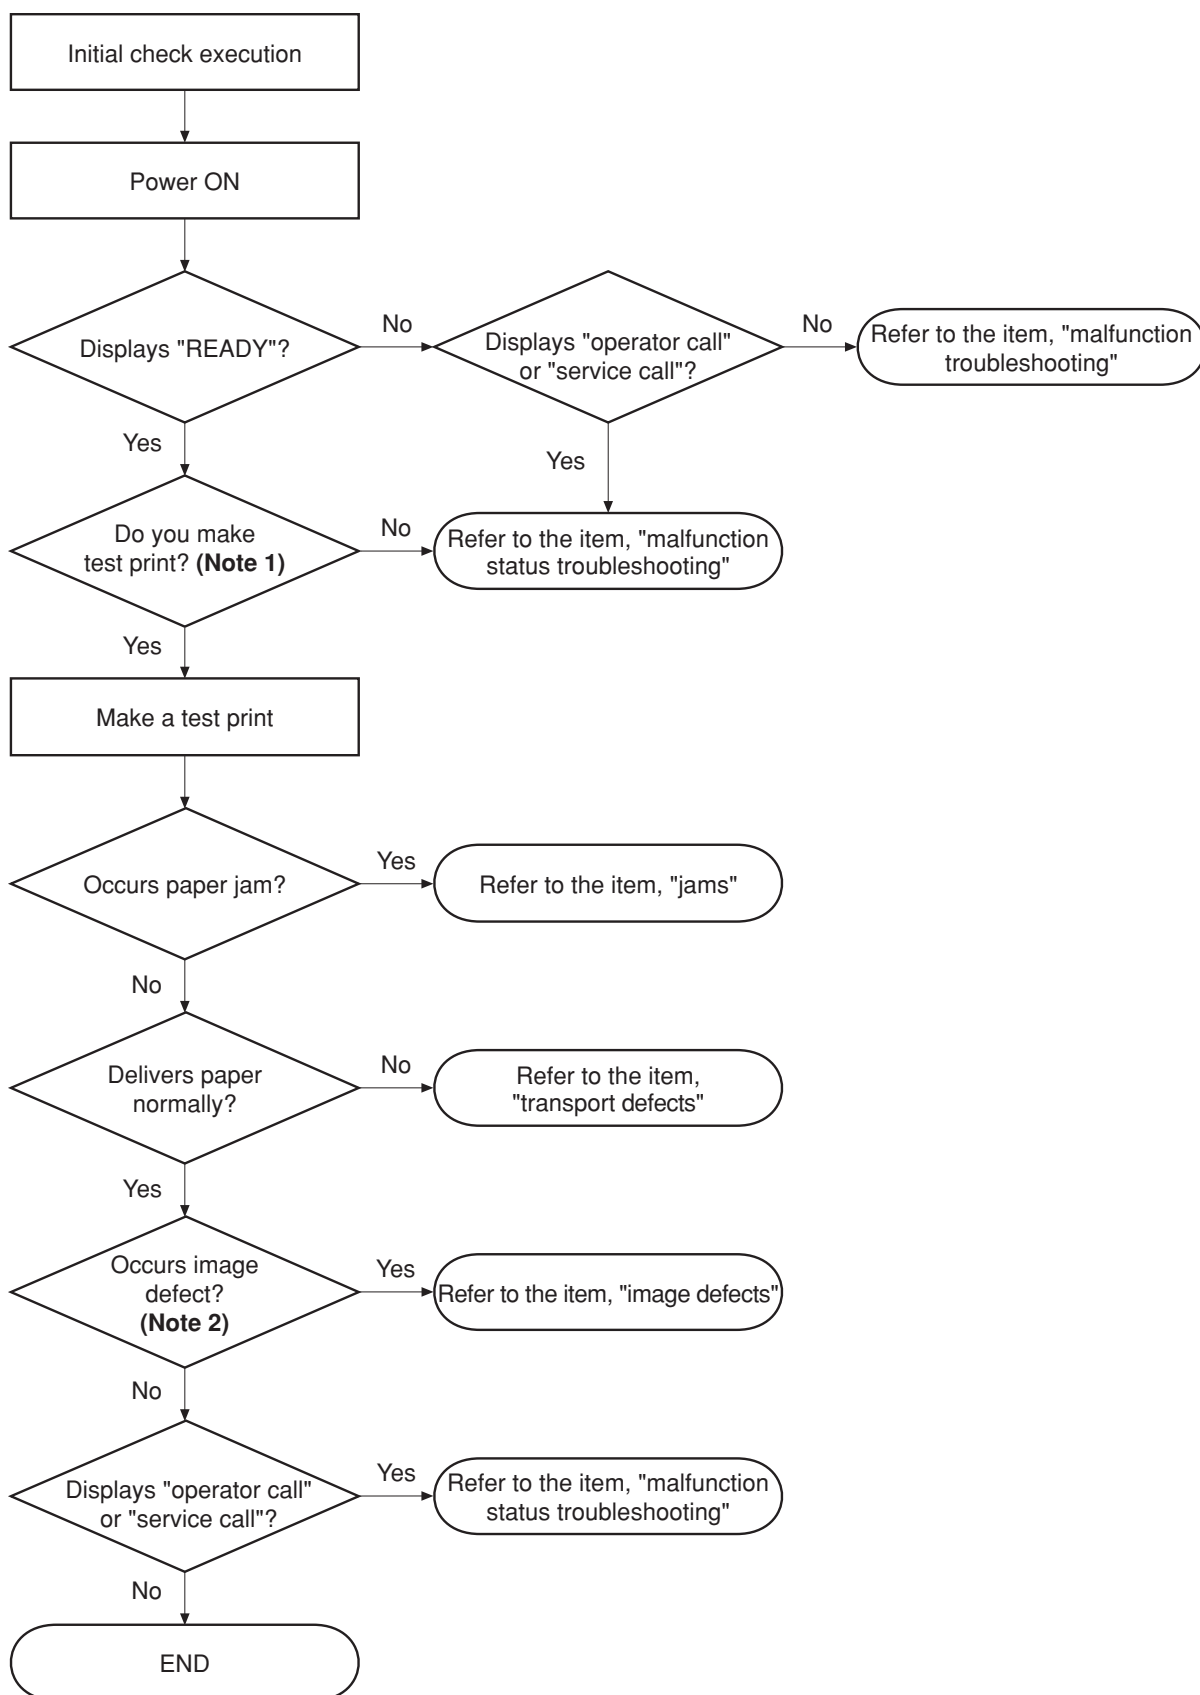 Initial check execution
Power ON
Displays "READY"?
No
Displays "operator call"
or "service call"?
No
Refer to the item, "malfunction
troubleshooting"
Yes
Yes
Do you make
test print? (Note 1)
No
Refer to the item, "malfunction
status troubleshooting"
Yes
Make a test print
Occurs paper jam?
Yes
Refer to the item, "jams"
No
Delivers paper
normally?
No
Refer to the item,
"transport defects"
Yes
Occurs image
defect?
(Note 2)
Yes
Refer to the item, "image defects"
No
Displays "operator call"
or "service call"?
Yes
Refer to the item, "malfunction
status troubleshooting"
No
END